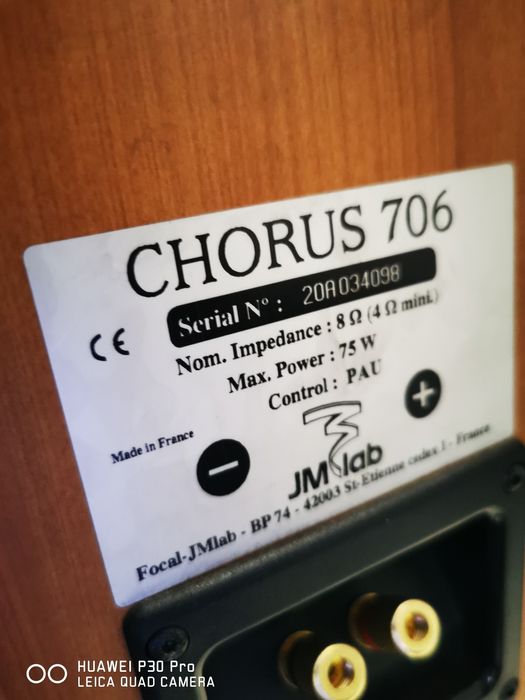 CHORUS 706
Serial Nº : 20A034098
CE
Nom. Impedance : 8 Ω (4 Ω mini.)
Max. Power : 75 W
Control : PAU
Made in France
− +
JMlab
Focal-JMlab - BP 74 - 42003 St-Etienne cedex 1 - France
HUAWEI P30 Pro
LEICA QUAD CAMERA